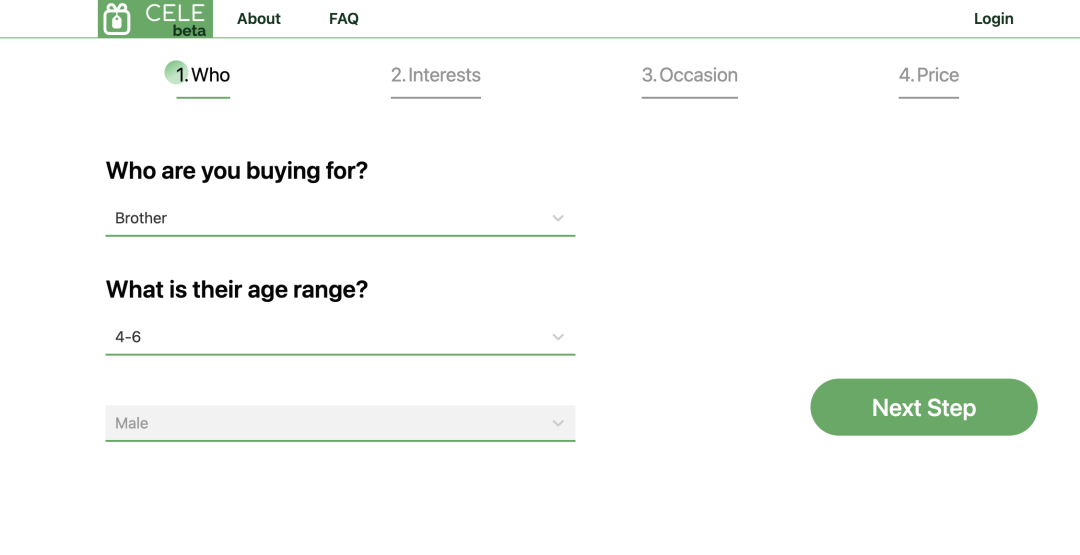 CELE
beta
About
FAQ
Login
1. Who
2. Interests
3. Occasion
4. Price
Who are you buying for?
Brother
What is their age range?
4-6
Male
Next Step